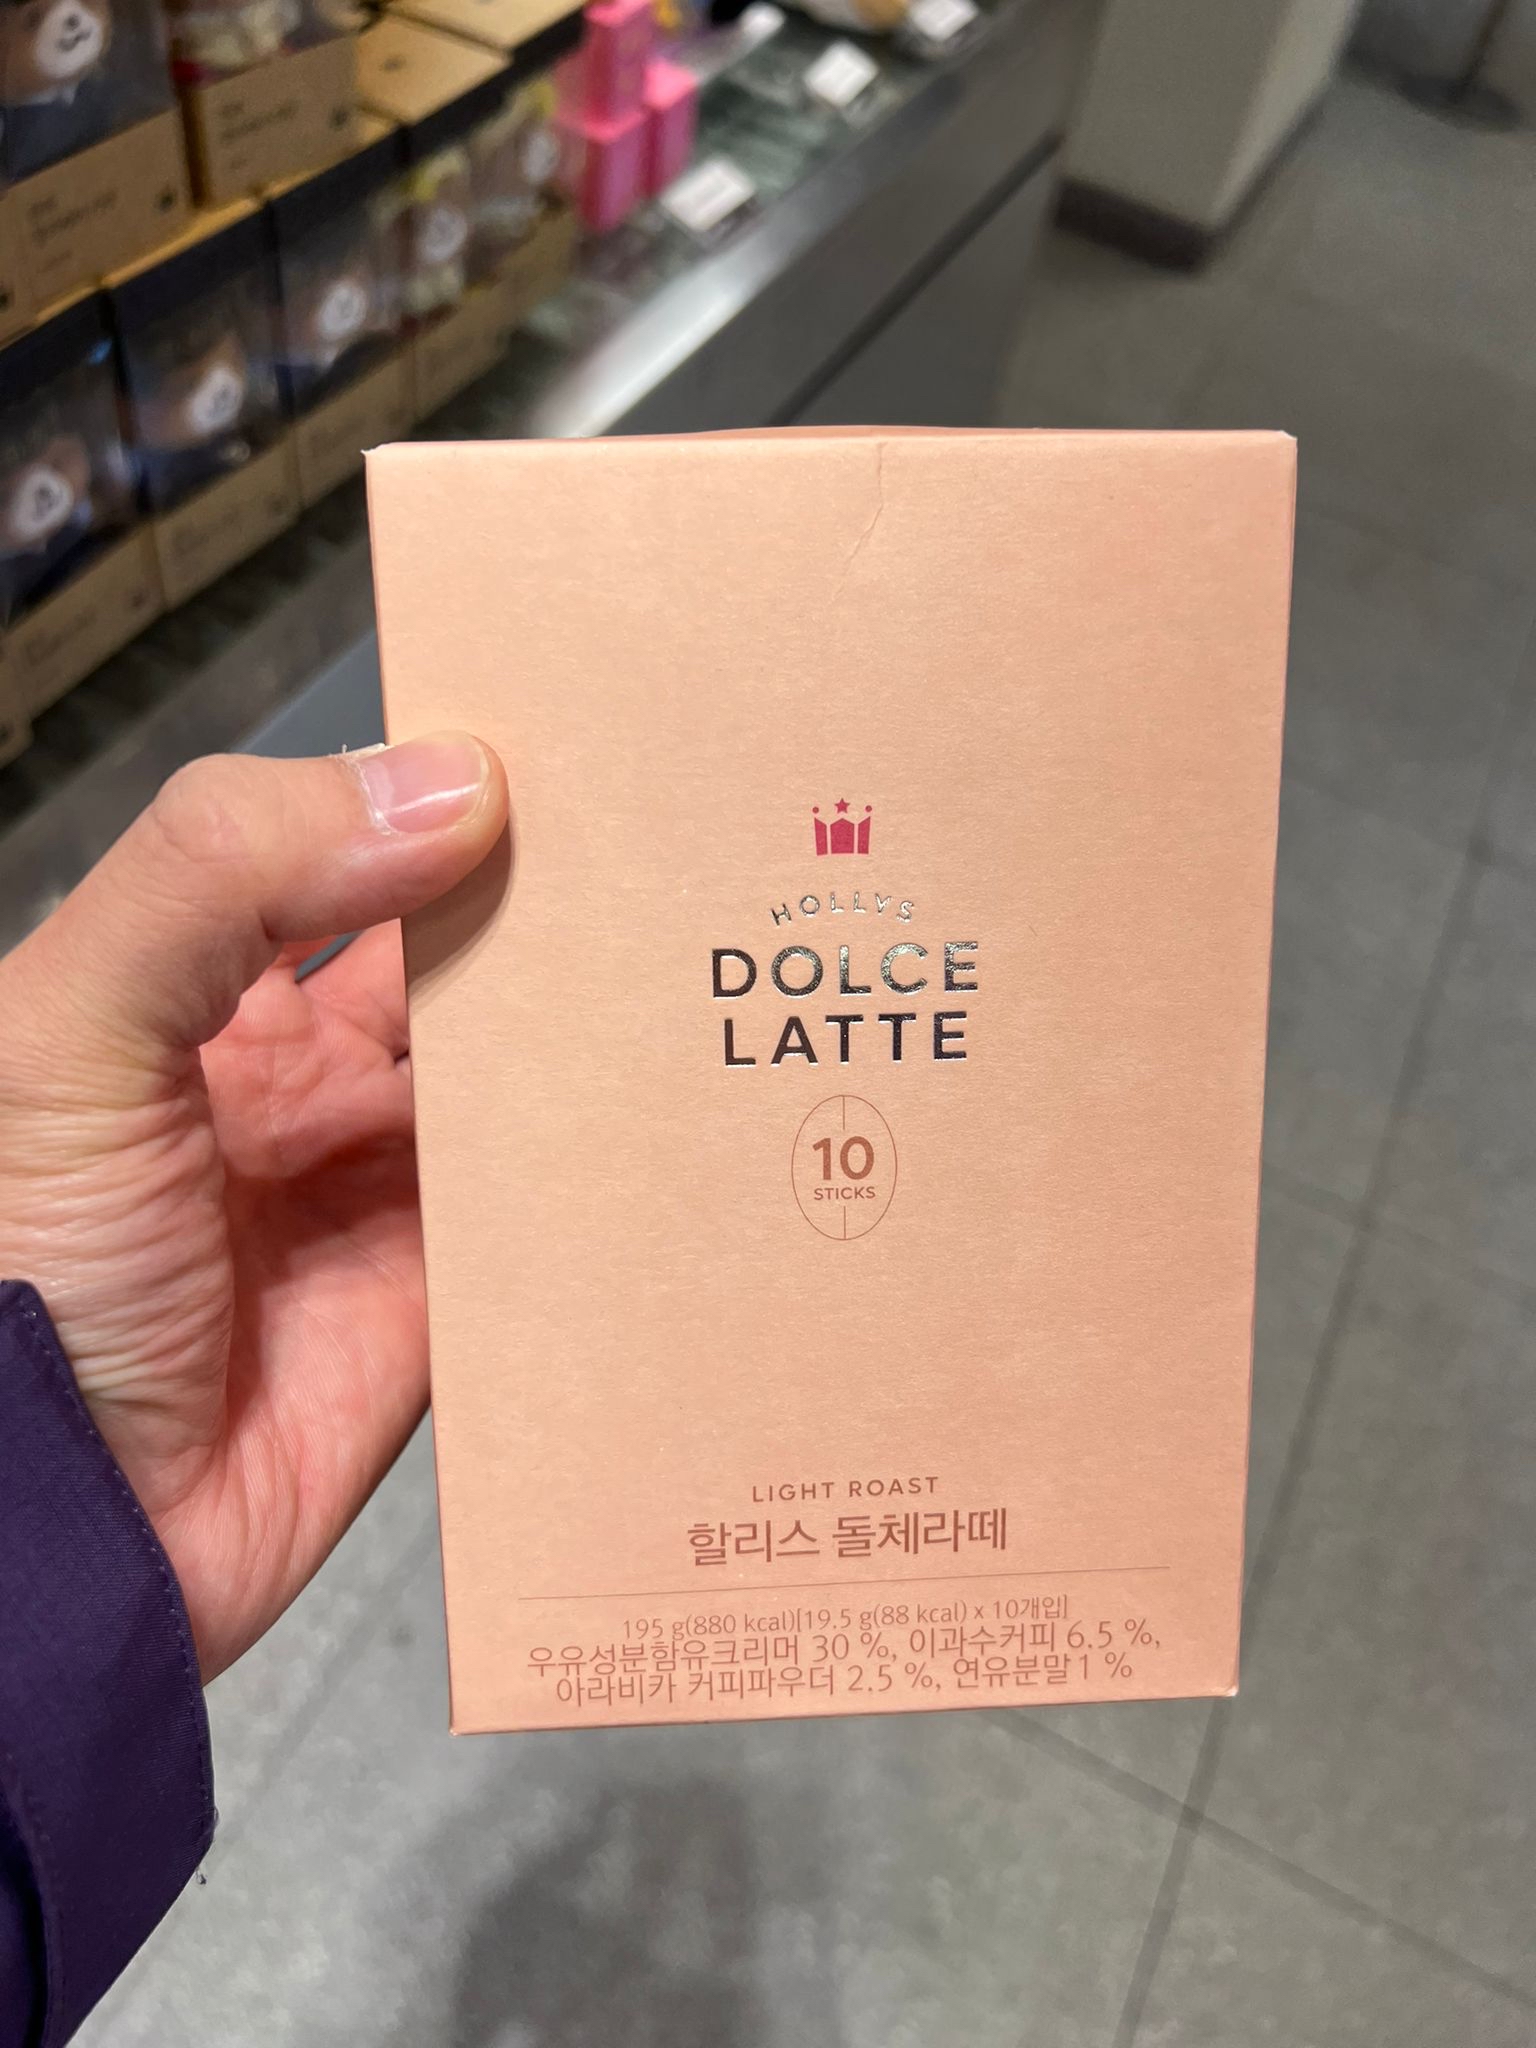 HOLLYS
DOLCE
LATTE
10
STICKS
LIGHT ROAST
할리스 돌체라떼
195 g(880 kcal)[19.5 g(88 kcal) x 10개입]
우유성분함유크리머 30 %, 이과수커피 6.5 %,
아라비카 커피파우더 2.5 %, 연유분말 1 %